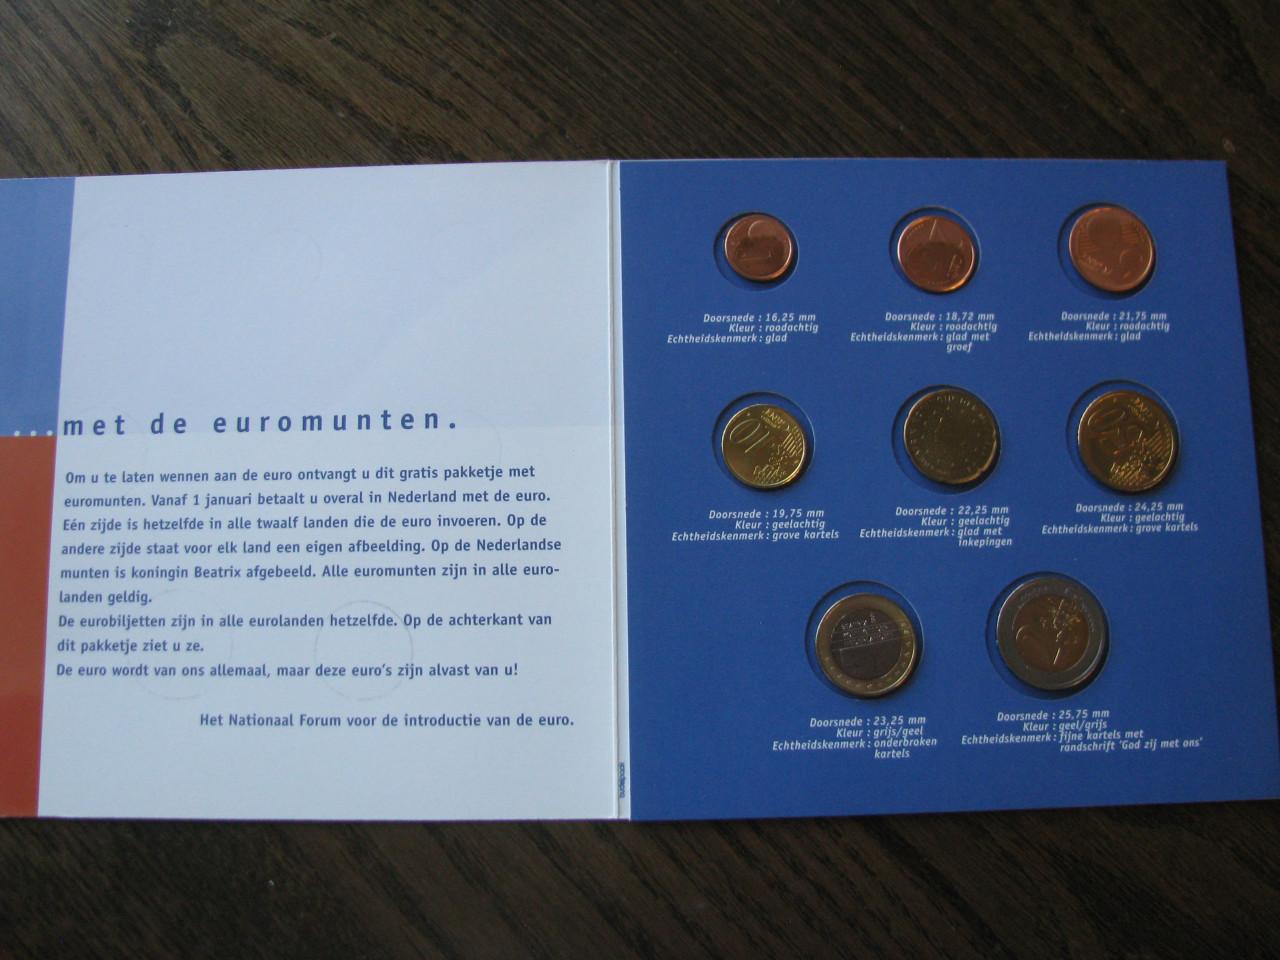 ...met de euromunten.
Om u te laten wennen aan de euro ontvangt u dit gratis pakketje met
euromunten. Vanaf 1 januari betaalt u overal in Nederland met de euro.
Eén zijde is hetzelfde in alle twaalf landen die de euro invoeren. Op de
andere zijde staat voor elk land een eigen afbeelding. Op de Nederlandse
munten is koningin Beatrix afgebeeld. Alle euromunten zijn in alle euro-
landen geldig.
De eurobiljetten zijn in alle eurolanden hetzelfde. Op de achterkant van
dit pakketje ziet u ze.
De euro wordt van ons allemaal, maar deze euro's zijn alvast van u!
Het Nationaal Forum voor de introductie van de euro.
Doorsnede : 16,25 mm
Kleur : roodachtig
Echtheidskenmerk : glad
Doorsnede : 18,72 mm
Kleur : roodachtig
Echtheidskenmerk : glad met
groef
Doorsnede : 21,75 mm
Kleur : roodachtig
Echtheidskenmerk : glad
10
Doorsnede : 19,75 mm
Kleur : geelachtig
Echtheidskenmerk : grove kartels
Doorsnede : 22,25 mm
Kleur : geelachtig
Echtheidskenmerk : glad met
inkepingen
Doorsnede : 24,25 mm
Kleur : geelachtig
Echtheidskenmerk : grove kartels
Doorsnede : 23,25 mm
Kleur : grijs/geel
Echtheidskenmerk : onderbroken
kartels
2
Doorsnede : 25,75 mm
Kleur : geel/grijs
Echtheidskenmerk : fijne kartels met
randschrift 'God zij met ons'